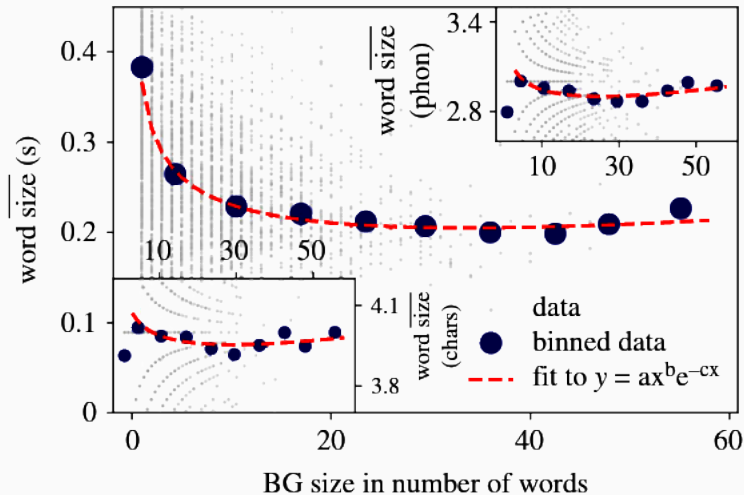 0.4
0.3
0.2
0.1
0
word size (s)
0
20
40
60
BG size in number of words
3.4
2.8
word size
(phon)
10
30
50
10
30
50
4.1
3.8
word size
(chars)
data
binned data
fit to y = ax^b e^–cx